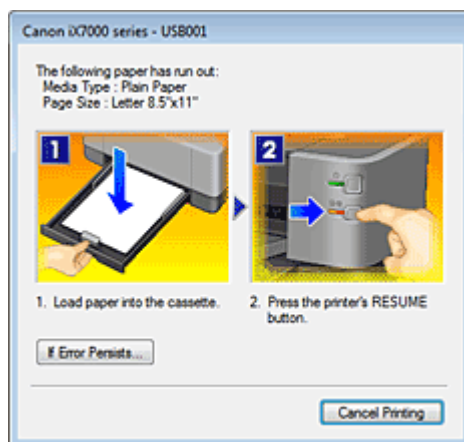 Canon iX7000 series - USB001
The following paper has run out:
Media Type : Plain Paper
Page Size : Letter 8.5"x11"
1
2
1. Load paper into the cassette.
2. Press the printer's RESUME
button.
If Error Persists...
Cancel Printing